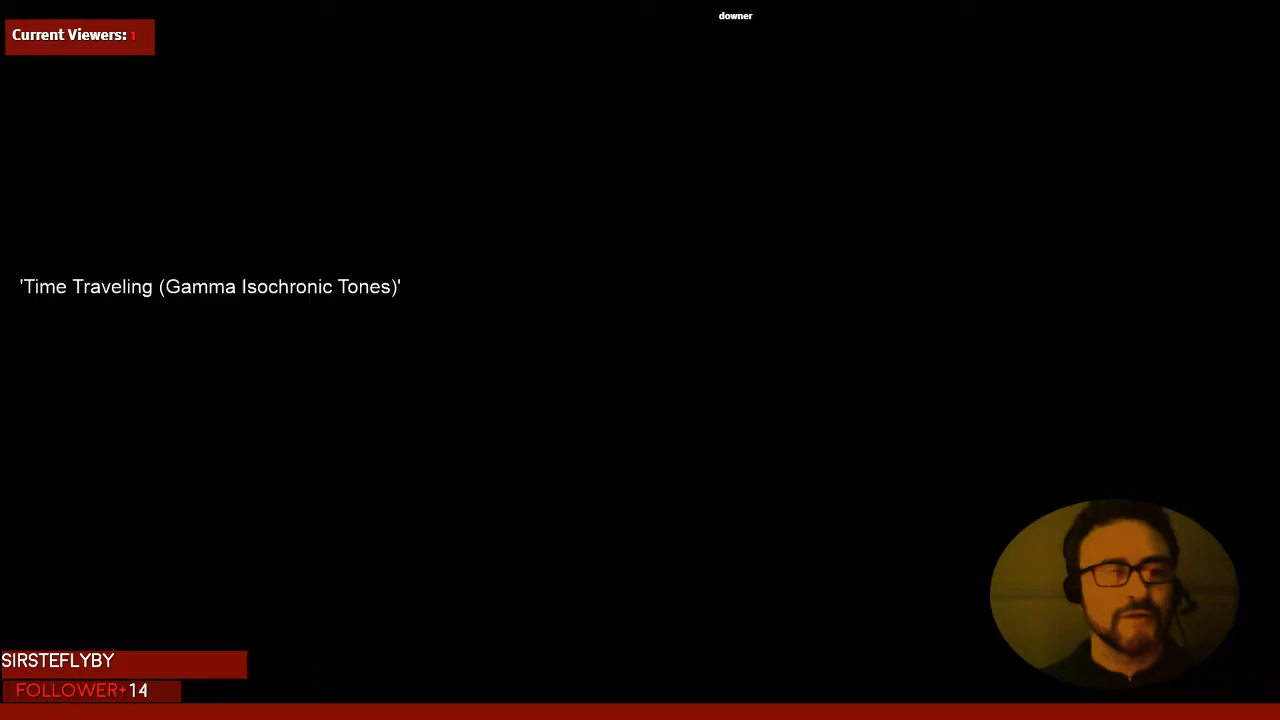 downer
Current Viewers: 1
'Time Traveling (Gamma Isochronic Tones)'
SIRSTEFLYBY
FOLLOWER+14